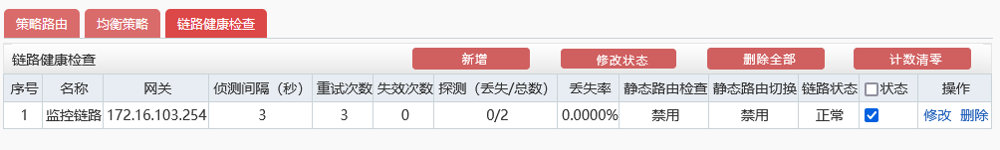 策略路由 均衡策略 链路健康检查
链路健康检查 新增 修改状态 删除全部 计数清零
序号 名称 网关 侦测间隔（秒） 重试次数 失效次数 探测（丢失/总数） 丢失率 静态路由检查 静态路由切换 链路状态 状态 操作
1 监控链路 172.16.103.254 3 3 0 0/2 0.0000% 禁用 禁用 正常 修改 删除